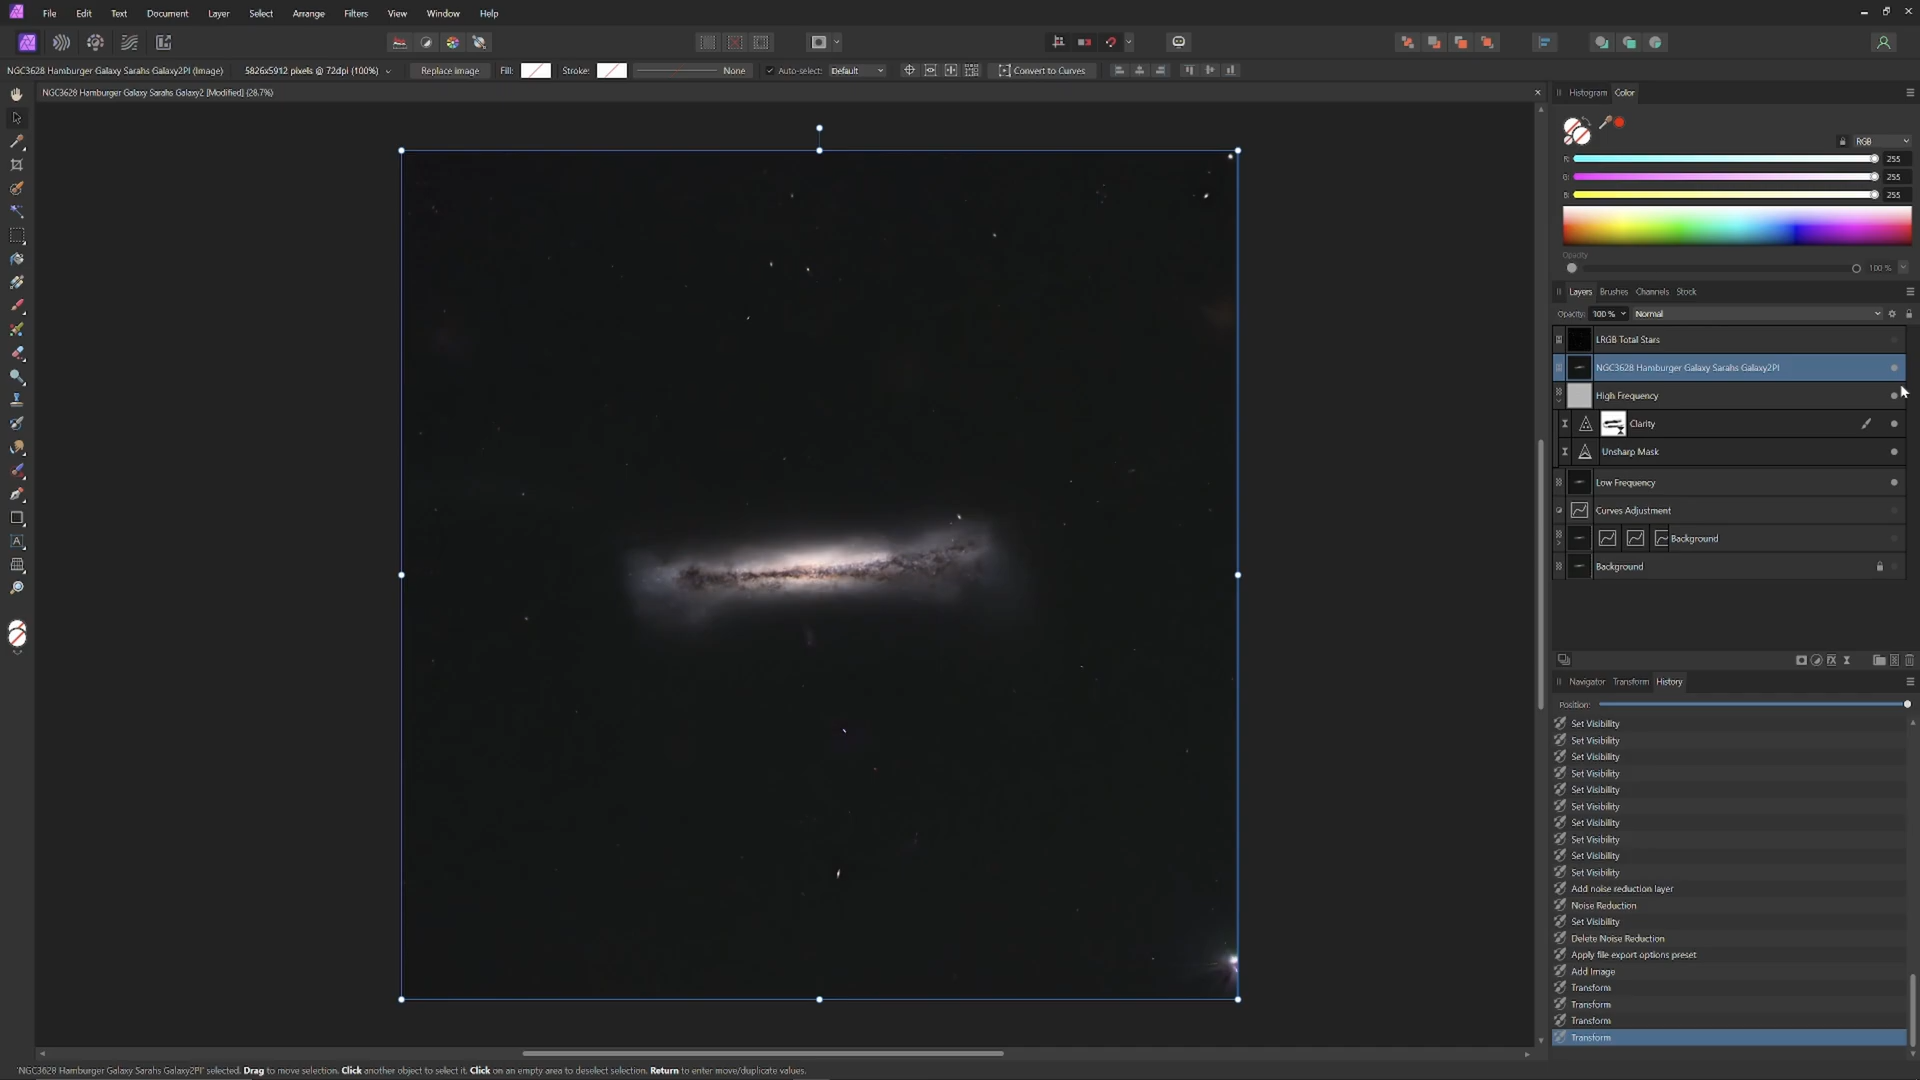 File Edit Text Document Layer Select Arrange Filters View Window Help
NGC3628 Hamburger Galaxy Sarahs Galaxy2PI (Image) 5826x5912 pixels @ 72dpi (100%) Replace image Fill: Stroke: None Auto-select: Default Convert to Curves
NGC3628 Hamburger Galaxy Sarahs Galaxy2 [Modified] (28.7%)
Histogram Color
RGB
R: 255
G: 255
B: 255
Opacity
100 %
Layers Brushes Channels Stock
Opacity: 100 % Normal
LRGB Total Stars
NGC3628 Hamburger Galaxy Sarahs Galaxy2PI
High Frequency
Clarity
Unsharp Mask
Low Frequency
Curves Adjustment
Background
Background
Navigator Transform History
Position:
Set Visibility
Set Visibility
Set Visibility
Set Visibility
Set Visibility
Set Visibility
Set Visibility
Set Visibility
Set Visibility
Set Visibility
Add noise reduction layer
Noise Reduction
Set Visibility
Delete Noise Reduction
Apply file export options preset
Add Image
Transform
Transform
Transform
Transform
'NGC3628 Hamburger Galaxy Sarahs Galaxy2PI' selected. Drag to move selection. Click another object to select it. Click on an empty area to deselect selection. Return to enter move/duplicate values.